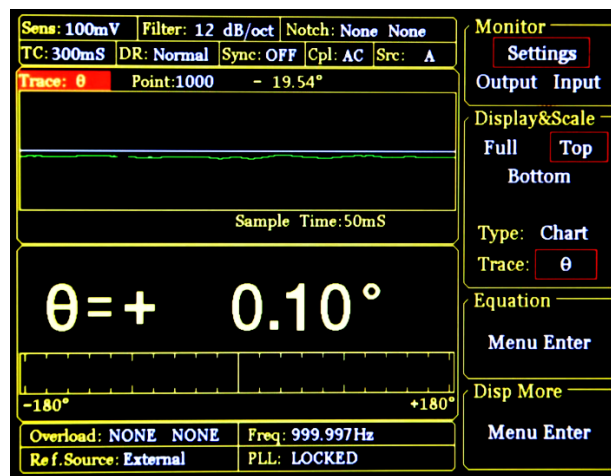 Sens: 100mV Filter: 12 dB/oct Notch: None None
TC: 300mS DR: Normal Sync: OFF Cpl: AC Src: A
Trace: θ Point:1000 - 19.54°
Sample Time:50mS
θ=+ 0.10°
-180° +180°
Overload: NONE NONE Freq: 999.997Hz
Ref.Source: External PLL: LOCKED
Monitor
Settings
Output Input
Display&Scale
Full Top
Bottom
Type: Chart
Trace: θ
Equation
Menu Enter
Disp More
Menu Enter